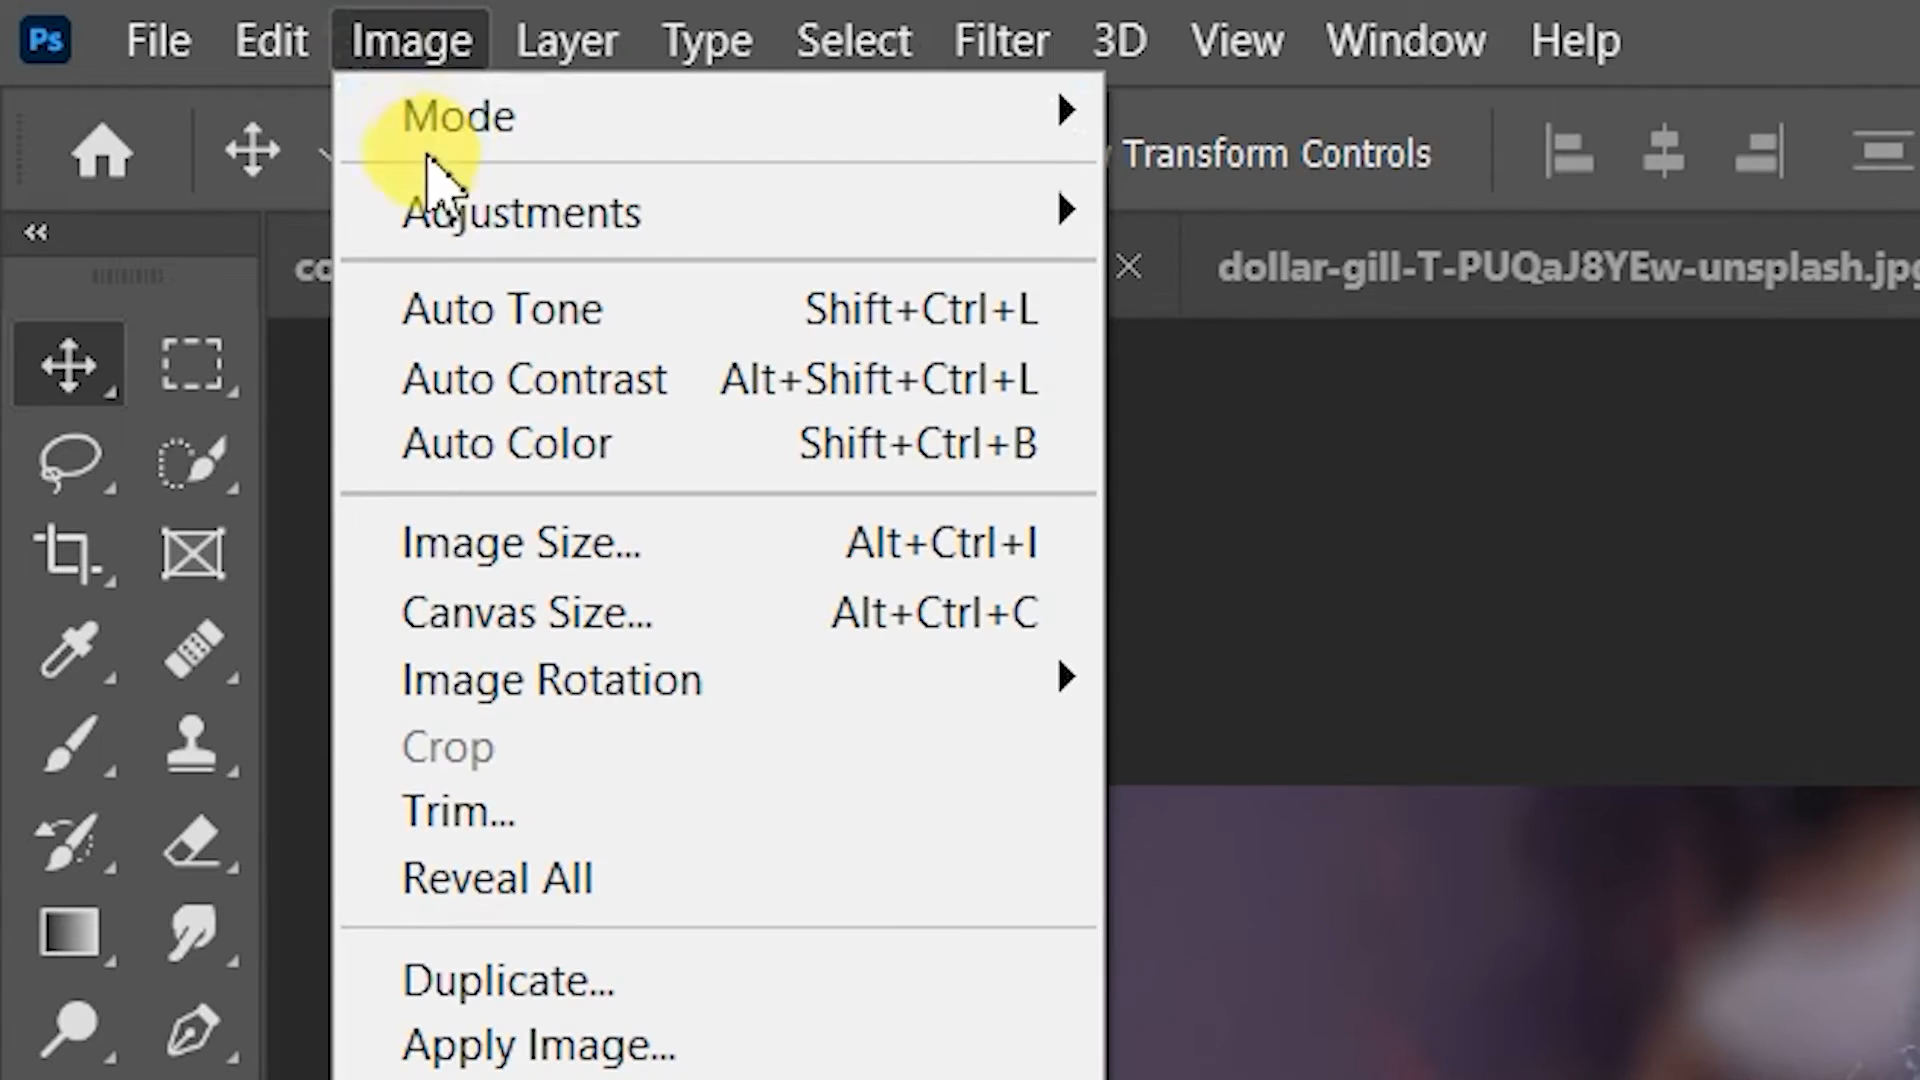 Ps File Edit Image Layer Type Select Filter 3D View Window Help
Mode
Transform Controls
Adjustments
dollar-gill-T-PUQaJ8YEw-unsplash.jpg
Auto Tone Shift+Ctrl+L
Auto Contrast Alt+Shift+Ctrl+L
Auto Color Shift+Ctrl+B
Image Size... Alt+Ctrl+I
Canvas Size... Alt+Ctrl+C
Image Rotation
Crop
Trim...
Reveal All
Duplicate...
Apply Image...